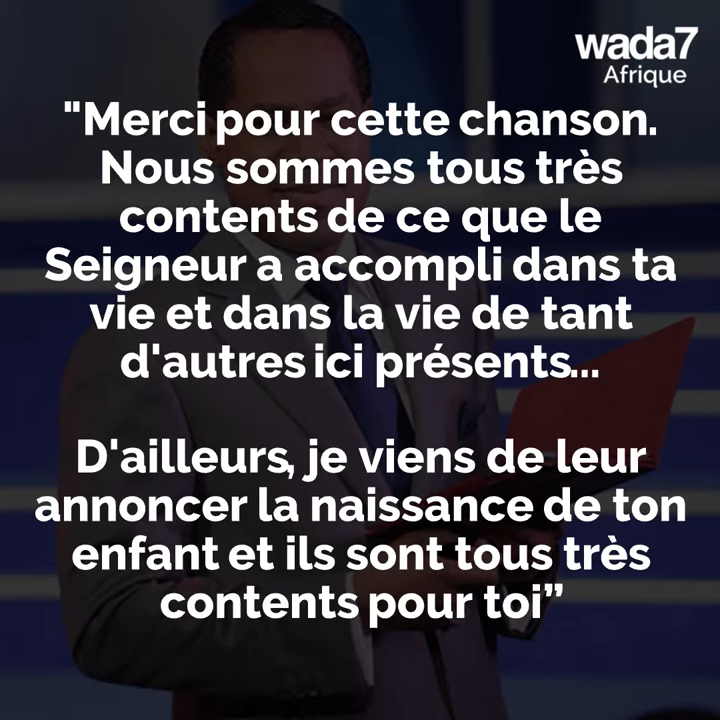 wada7
Afrique
"Merci pour cette chanson.
Nous sommes tous très
contents de ce que le
Seigneur a accompli dans ta
vie et dans la vie de tant
d'autres ici présents...
D'ailleurs, je viens de leur
annoncer la naissance de ton
enfant et ils sont tous très
contents pour toi”